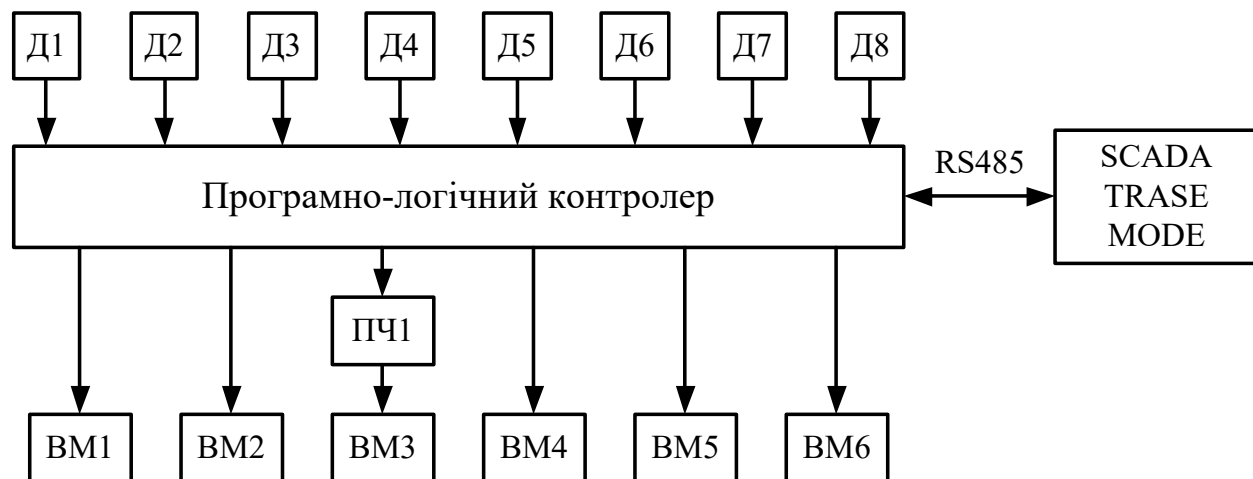 Д1 Д2 Д3 Д4 Д5 Д6 Д7 Д8
Програмно-логічний контролер
RS485
SCADA
TRASE
MODE
ПЧ1
ВМ1 ВМ2 ВМ3 ВМ4 ВМ5 ВМ6